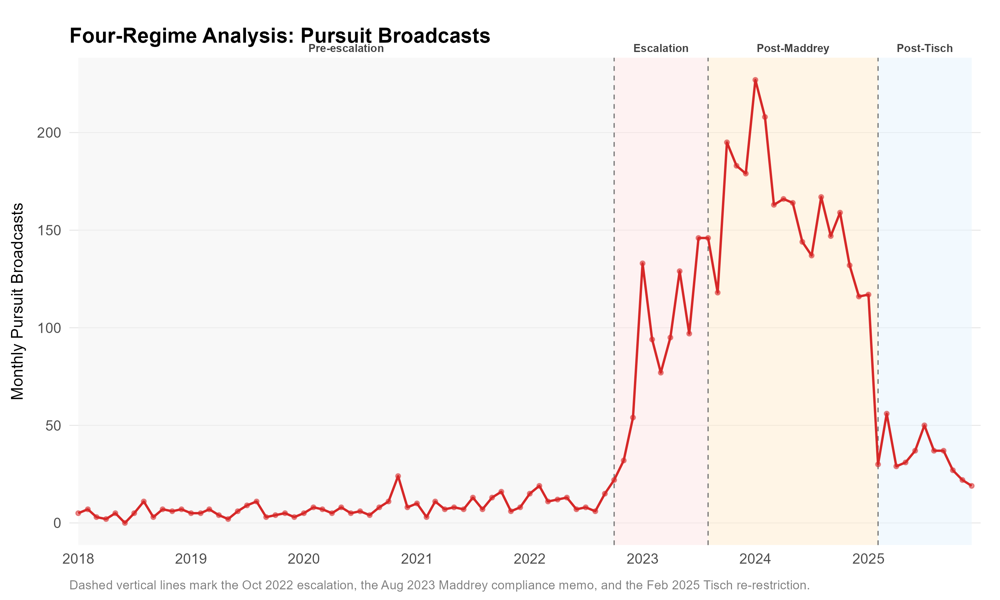 Four-Regime Analysis: Pursuit Broadcasts
Pre-escalation Escalation Post-Maddrey Post-Tisch
Monthly Pursuit Broadcasts
200
150
100
50
0
2018 2019 2020 2021 2022 2023 2024 2025
Dashed vertical lines mark the Oct 2022 escalation, the Aug 2023 Maddrey compliance memo, and the Feb 2025 Tisch re-restriction.